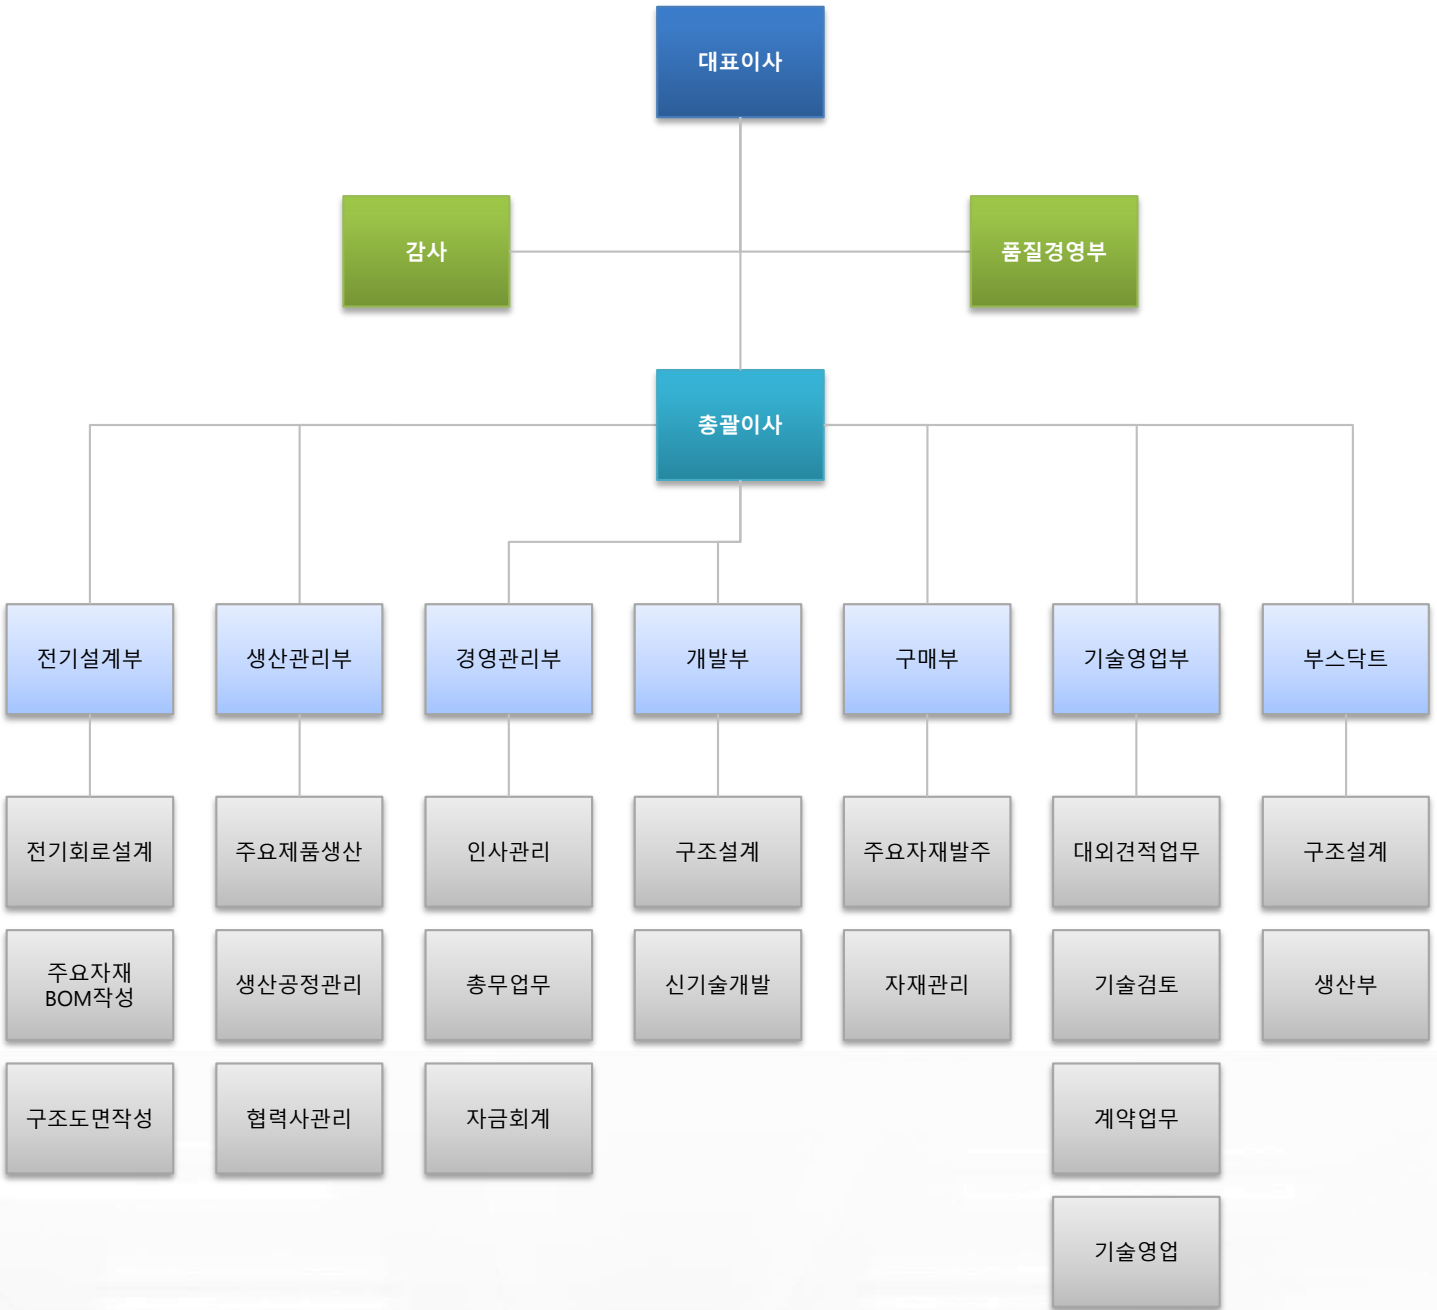 대표이사
감사
품질경영부
총괄이사
전기설계부
생산관리부
경영관리부
개발부
구매부
기술영업부
부스닥트
전기회로설계
주요제품생산
인사관리
구조설계
주요자재발주
대외견적업무
구조설계
주요자재
BOM작성
생산공정관리
총무업무
신기술개발
자재관리
기술검토
생산부
구조도면작성
협력사관리
자금회계
계약업무
기술영업